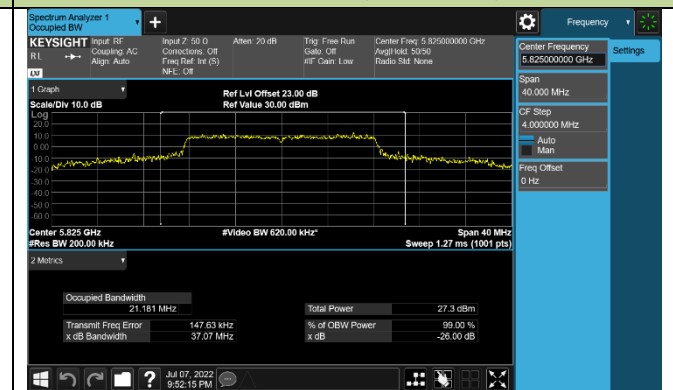 Spectrum Analyzer 1
Occupied BW
+
Frequency
KEYSIGHT
RL
LXI
Input: RF
Coupling: AC
Align: Auto
Input Z: 50 Ω
Corrections: Off
Freq Ref: Int (S)
NFE: Off
Atten: 20 dB
Trig: Free Run
Gate: Off
#IF Gain: Low
Center Freq: 5.825000000 GHz
Avg|Hold: 50/50
Radio Std: None
Center Frequency
5.825000000 GHz
Settings
Span
40.000 MHz
CF Step
4.000000 MHz
Auto
Man
Freq Offset
0 Hz
1 Graph
Scale/Div 10.0 dB
Ref Lvl Offset 23.00 dB
Ref Value 30.00 dBm
Log
20.0
10.0
0.00
-10.0
-20.0
-30.0
-40.0
-50.0
-60.0
Center 5.825 GHz
#Res BW 200.00 kHz
#Video BW 620.00 kHz*
Span 40 MHz
Sweep 1.27 ms (1001 pts)
2 Metrics
Occupied Bandwidth
21.181 MHz
Total Power 27.3 dBm
Transmit Freq Error 147.63 kHz
% of OBW Power 99.00 %
x dB Bandwidth 37.07 MHz
x dB -26.00 dB
?
Jul 07, 2022
9:52:15 PM